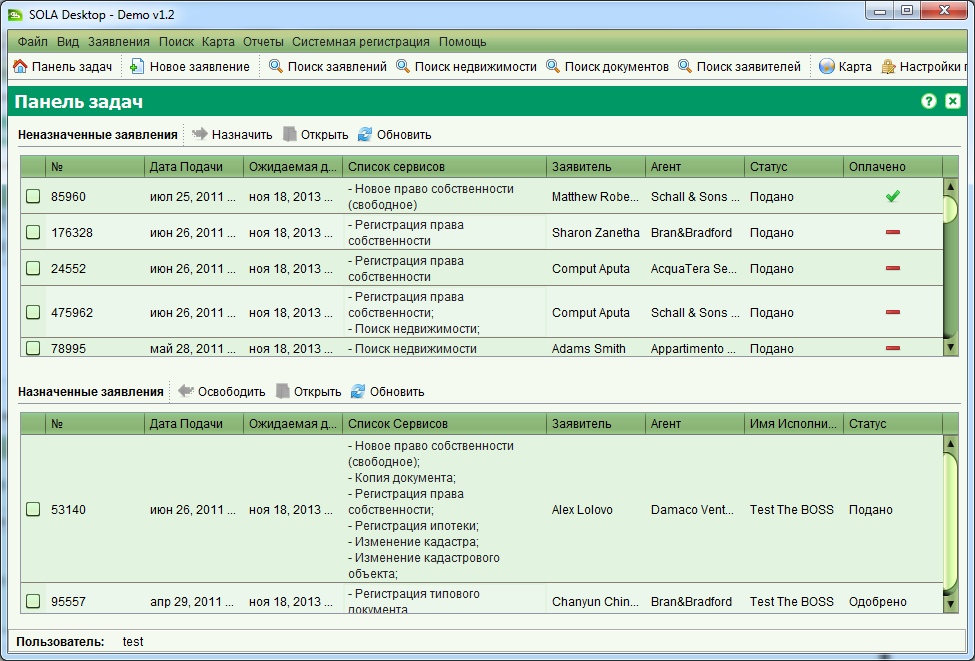 SOLA Desktop - Demo v1.2
Файл Вид Заявления Поиск Карта Отчеты Системная регистрация Помощь
Панель задач Новое заявление Поиск заявлений Поиск недвижимости Поиск документов Поиск заявителей Карта Настройки
Панель задач
Неназначенные заявления Назначить Открыть Обновить
№ Дата Подачи Ожидаемая д... Список сервисов Заявитель Агент Статус Оплачено
85960 июл 25, 2011 ... ноя 18, 2013 ... - Новое право собственности
(свободное) Matthew Robe... Schall & Sons ... Подано
176328 июн 26, 2011 ... ноя 18, 2013 ... - Регистрация права
собственности Sharon Zanetha Bran&Bradford Подано
24552 июн 26, 2011 ... ноя 18, 2013 ... - Регистрация права
собственности Comput Aputa AcquaTera Se... Подано
475962 июн 26, 2011 ... ноя 18, 2013 ... - Регистрация права
собственности;
- Поиск недвижимости; Comput Aputa Schall & Sons ... Подано
78995 май 28, 2011 ... ноя 18, 2013 ... - Поиск недвижимости Adams Smith Appartimento ... Подано
Назначенные заявления Освободить Открыть Обновить
№ Дата Подачи Ожидаемая д... Список Сервисов Заявитель Агент Имя Исполни... Статус
53140 июн 26, 2011 ... ноя 18, 2013 ... - Новое право собственности
(свободное);
- Копия документа;
- Регистрация права
собственности;
- Регистрация ипотеки;
- Изменение кадастра;
- Изменение кадастрового
объекта; Alex Lolovo Damaco Vent... Test The BOSS Подано
95557 апр 29, 2011 ... ноя 18, 2013 ... - Регистрация типового
документа Chanyun Chin... Bran&Bradford Test The BOSS Одобрено
Пользователь: test